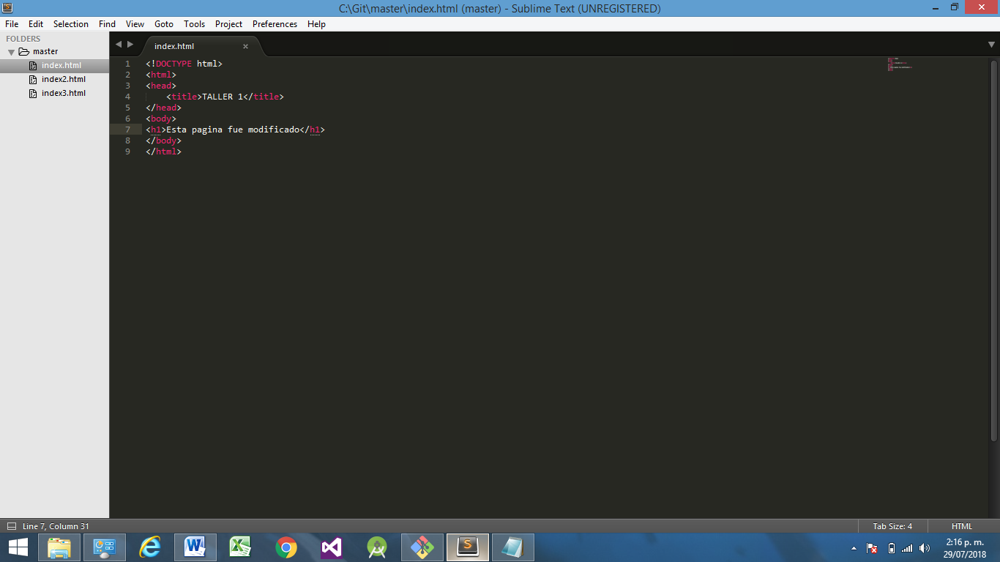 C:\Git\master\index.html (master) - Sublime Text (UNREGISTERED)
File Edit Selection Find View Goto Tools Project Preferences Help
FOLDERS
master
index.html
index2.html
index3.html
index.html
1 <!DOCTYPE html>
2 <html>
3 <head>
4 <title>TALLER 1</title>
5 </head>
6 <body>
7 <h1>Esta pagina fue modificado</h1>
8 </body>
9 </html>
Line 7, Column 31
Tab Size: 4
HTML
2:16 p. m.
29/07/2018